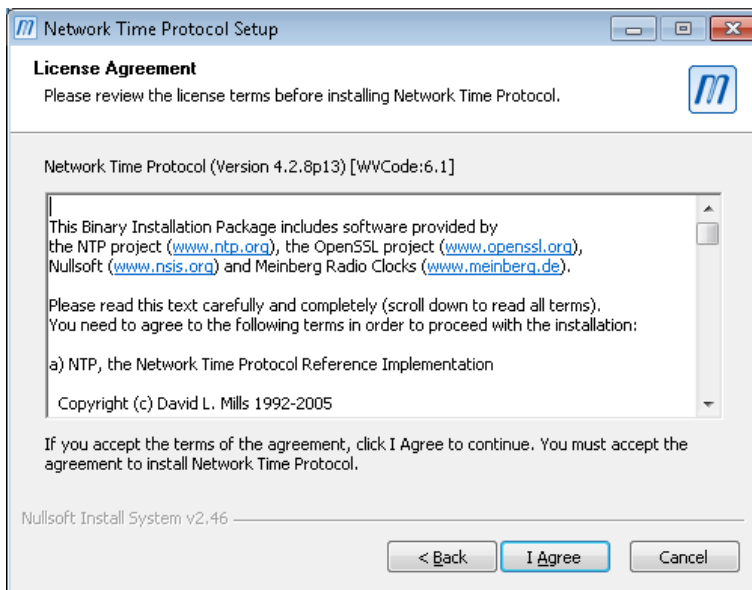 Network Time Protocol Setup
License Agreement
Please review the license terms before installing Network Time Protocol.
Network Time Protocol (Version 4.2.8p13) [WVCode:6.1]
This Binary Installation Package includes software provided by
the NTP project (www.ntp.org), the OpenSSL project (www.openssl.org),
Nullsoft (www.nsis.org) and Meinberg Radio Clocks (www.meinberg.de).
Please read this text carefully and completely (scroll down to read all terms).
You need to agree to the following terms in order to proceed with the installation:
a) NTP, the Network Time Protocol Reference Implementation
Copyright (c) David L. Mills 1992-2005
If you accept the terms of the agreement, click I Agree to continue. You must accept the
agreement to install Network Time Protocol.
Nullsoft Install System v2.46
< Back I Agree Cancel